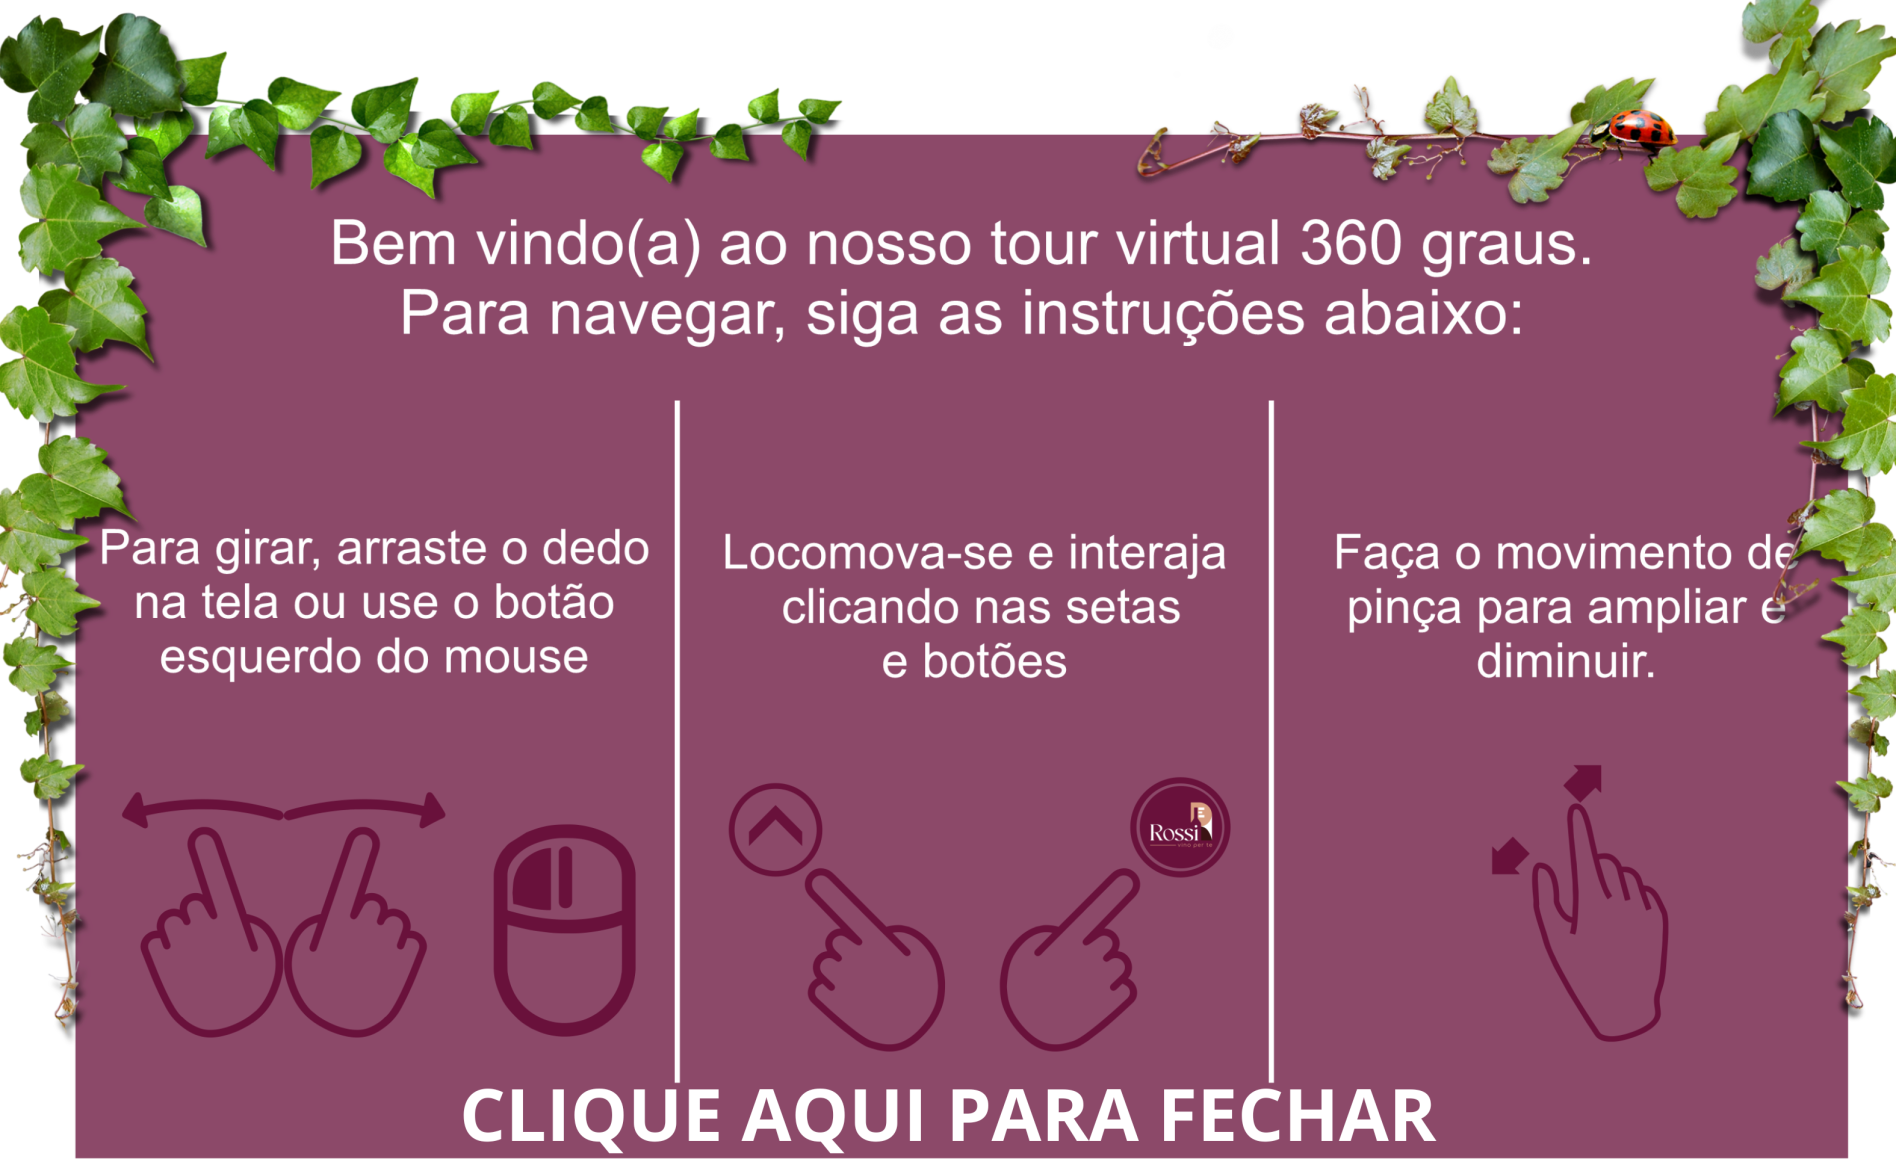 Bem vindo(a) ao nosso tour virtual 360 graus.
Para navegar, siga as instruções abaixo:
Para girar, arraste o dedo
na tela ou use o botão
esquerdo do mouse
Locomova-se e interaja
clicando nas setas
e botões
Faça o movimento de
pinça para ampliar e
diminuir.
Rossi
vino per te
CLIQUE AQUI PARA FECHAR